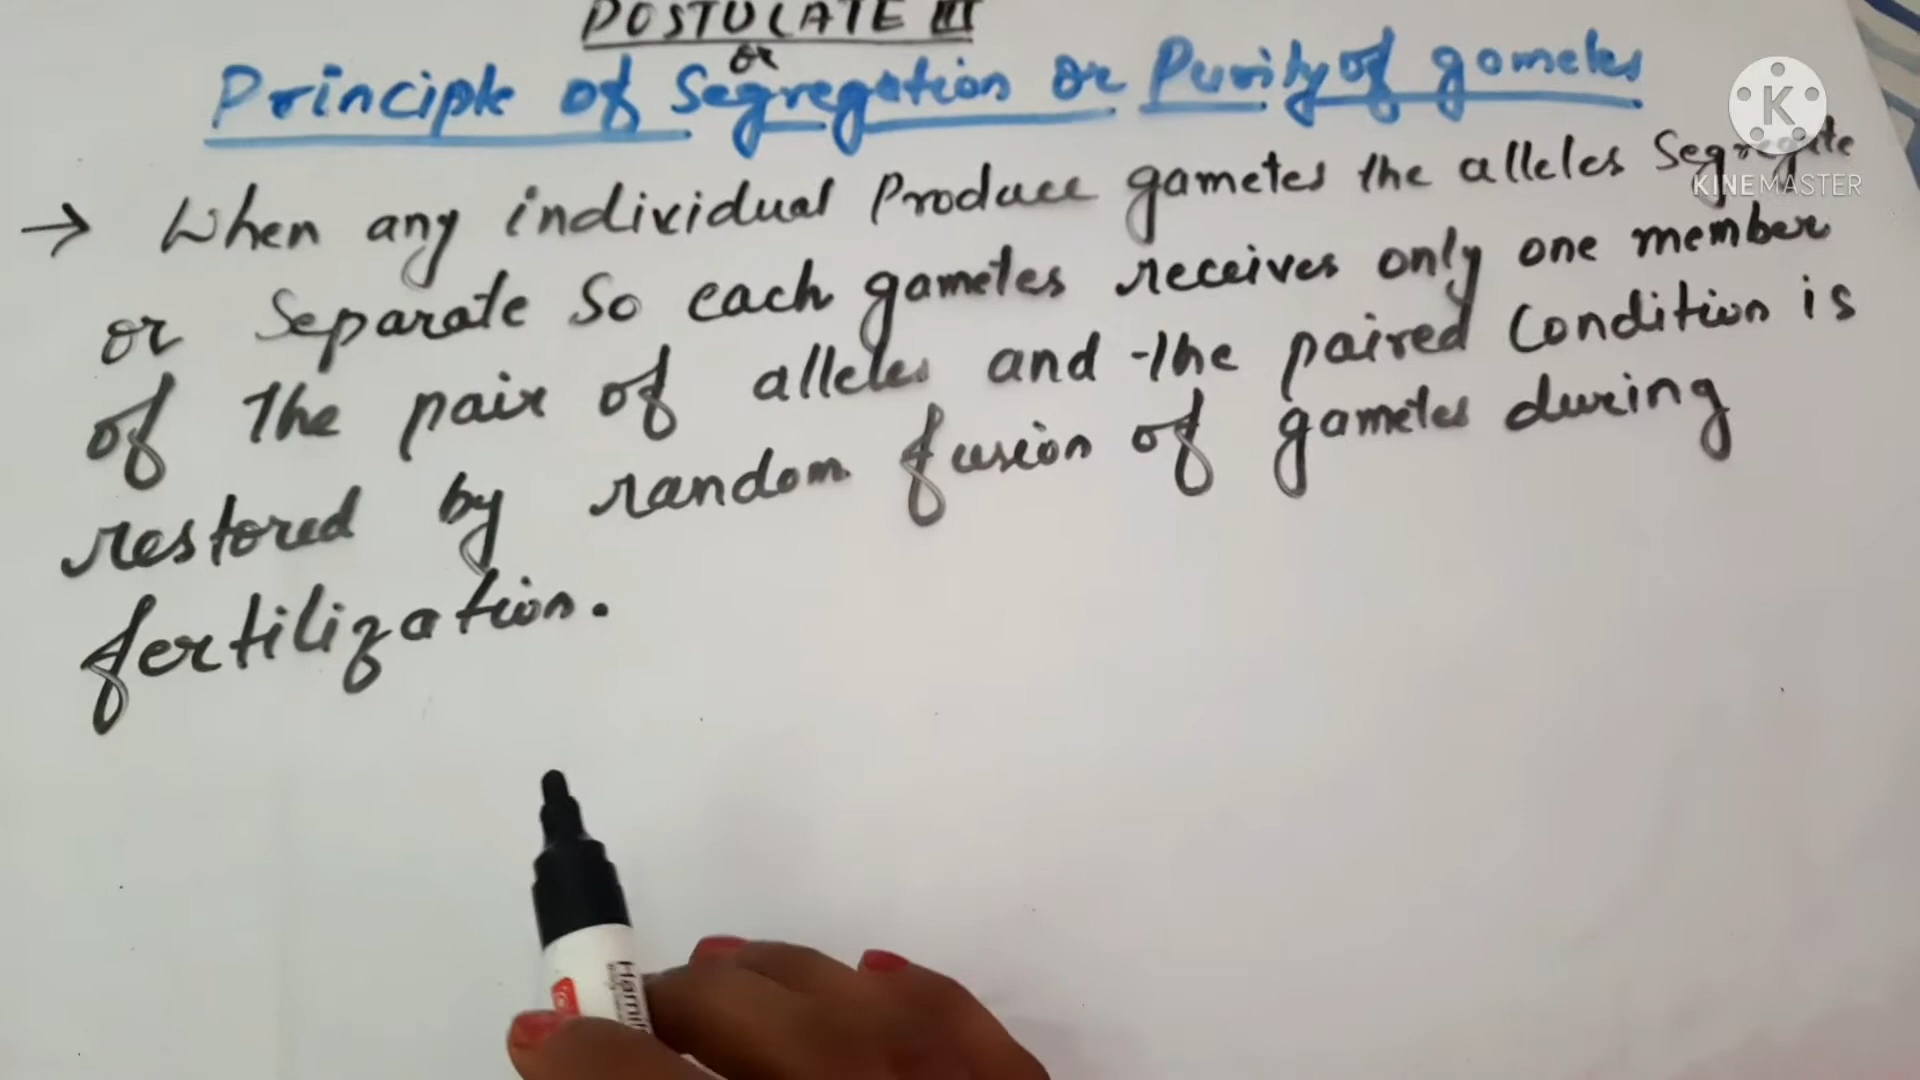 POSTULATE III
or
Principle of Segregation or Purity of gametes
→ When any individual Produce gametes the alleles Segregate
or Separate So each gametes receives only one member
of The pair of alleles and the paired Condition is
restored by random fusion of gametes during
fertilization.
K
KINEMASTER